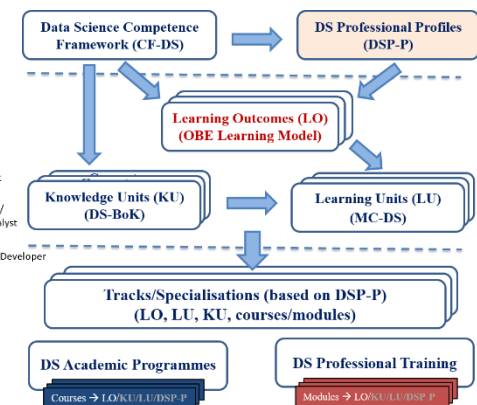 Data Science Competence
Framework (CF-DS)
DS Professional Profiles
(DSP-P)
Learning Outcomes (LO)
(OBE Learning Model)
Knowledge Units (KU)
(DS-BoK)
Learning Units (LU)
(MC-DS)
Developer
Tracks/Specialisations (based on DSP-P)
(LO, LU, KU, courses/modules)
DS Academic Programmes
DS Professional Training
Courses → LO/KU/LU/DSP-P
Modules → LO/KU/LU/DSP-P